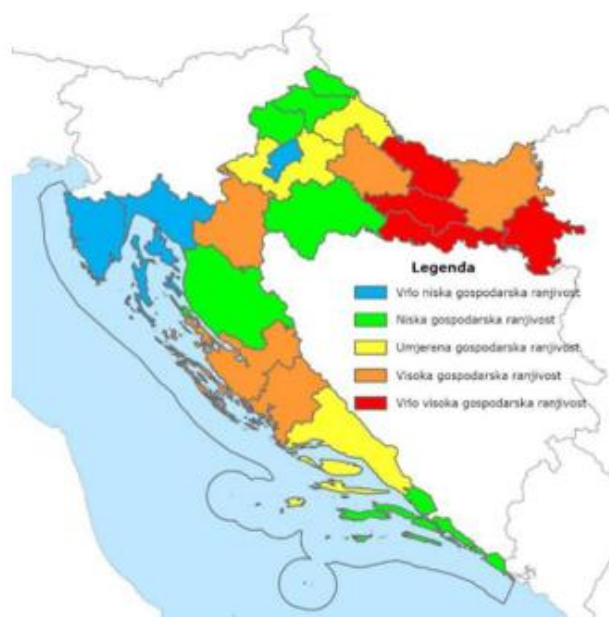 Legenda
Vrlo niska gospodarska ranjivost
Niska gospodarska ranjivost
Umjerena gospodarska ranjivost
Visoka gospodarska ranjivost
Vrlo visoka gospodarska ranjivost